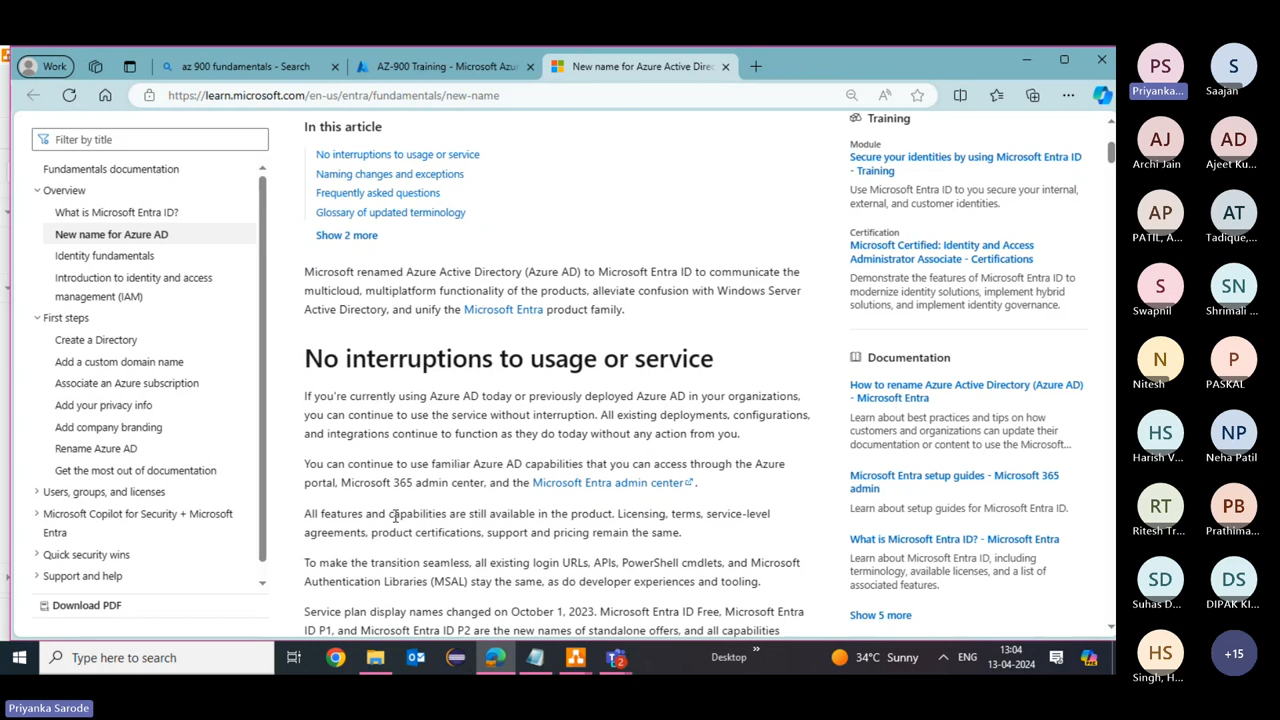 Work
az 900 fundamentals - Search
AZ-900 Training - Microsoft Azur
New name for Azure Active Direc
https://learn.microsoft.com/en-us/entra/fundamentals/new-name
Filter by title
Fundamentals documentation
Overview
What is Microsoft Entra ID?
New name for Azure AD
Identity fundamentals
Introduction to identity and access
management (IAM)
First steps
Create a Directory
Add a custom domain name
Associate an Azure subscription
Add your privacy info
Add company branding
Rename Azure AD
Get the most out of documentation
Users, groups, and licenses
Microsoft Copilot for Security + Microsoft
Entra
Quick security wins
Support and help
Download PDF
In this article
No interruptions to usage or service
Naming changes and exceptions
Frequently asked questions
Glossary of updated terminology
Show 2 more
Microsoft renamed Azure Active Directory (Azure AD) to Microsoft Entra ID to communicate the
multicloud, multiplatform functionality of the products, alleviate confusion with Windows Server
Active Directory, and unify the Microsoft Entra product family.
No interruptions to usage or service
If you're currently using Azure AD today or previously deployed Azure AD in your organizations,
you can continue to use the service without interruption. All existing deployments, configurations,
and integrations continue to function as they do today without any action from you.
You can continue to use familiar Azure AD capabilities that you can access through the Azure
portal, Microsoft 365 admin center, and the Microsoft Entra admin center.
All features and capabilities are still available in the product. Licensing, terms, service-level
agreements, product certifications, support and pricing remain the same.
To make the transition seamless, all existing login URLs, APIs, PowerShell cmdlets, and Microsoft
Authentication Libraries (MSAL) stay the same, as do developer experiences and tooling.
Service plan display names changed on October 1, 2023. Microsoft Entra ID Free, Microsoft Entra
ID P1, and Microsoft Entra ID P2 are the new names of standalone offers, and all capabilities
Training
Module
Secure your identities by using Microsoft Entra ID
- Training
Use Microsoft Entra ID to you secure your internal,
external, and customer identities.
Certification
Microsoft Certified: Identity and Access
Administrator Associate - Certifications
Demonstrate the features of Microsoft Entra ID to
modernize identity solutions, implement hybrid
solutions, and implement identity governance.
Documentation
How to rename Azure Active Directory (Azure AD)
- Microsoft Entra
Learn about best practices and tips on how
customers and organizations can update their
documentation or content to use the Microsoft...
Microsoft Entra setup guides - Microsoft 365
admin
Learn about setup guides for Microsoft Entra ID.
What is Microsoft Entra ID? - Microsoft Entra
Learn about Microsoft Entra ID, including
terminology, available licenses, and a list of
associated features.
Show 5 more
Type here to search
2
Desktop
»
34°C Sunny
ENG
13:04
13-04-2024
PS
Priyanka...
S
Saajan
AJ
Archi Jain
AD
Ajeet Ku...
AP
PATIL, A...
AT
Tadique,...
S
Swapnil
SN
Shrimali ...
N
Nitesh
P
PASKAL
HS
Harish V...
NP
Neha Patil
RT
Ritesh Tr...
PB
Prathima...
SD
Suhas D...
DS
DIPAK KI...
HS
Singh, H...
+15
Priyanka Sarode